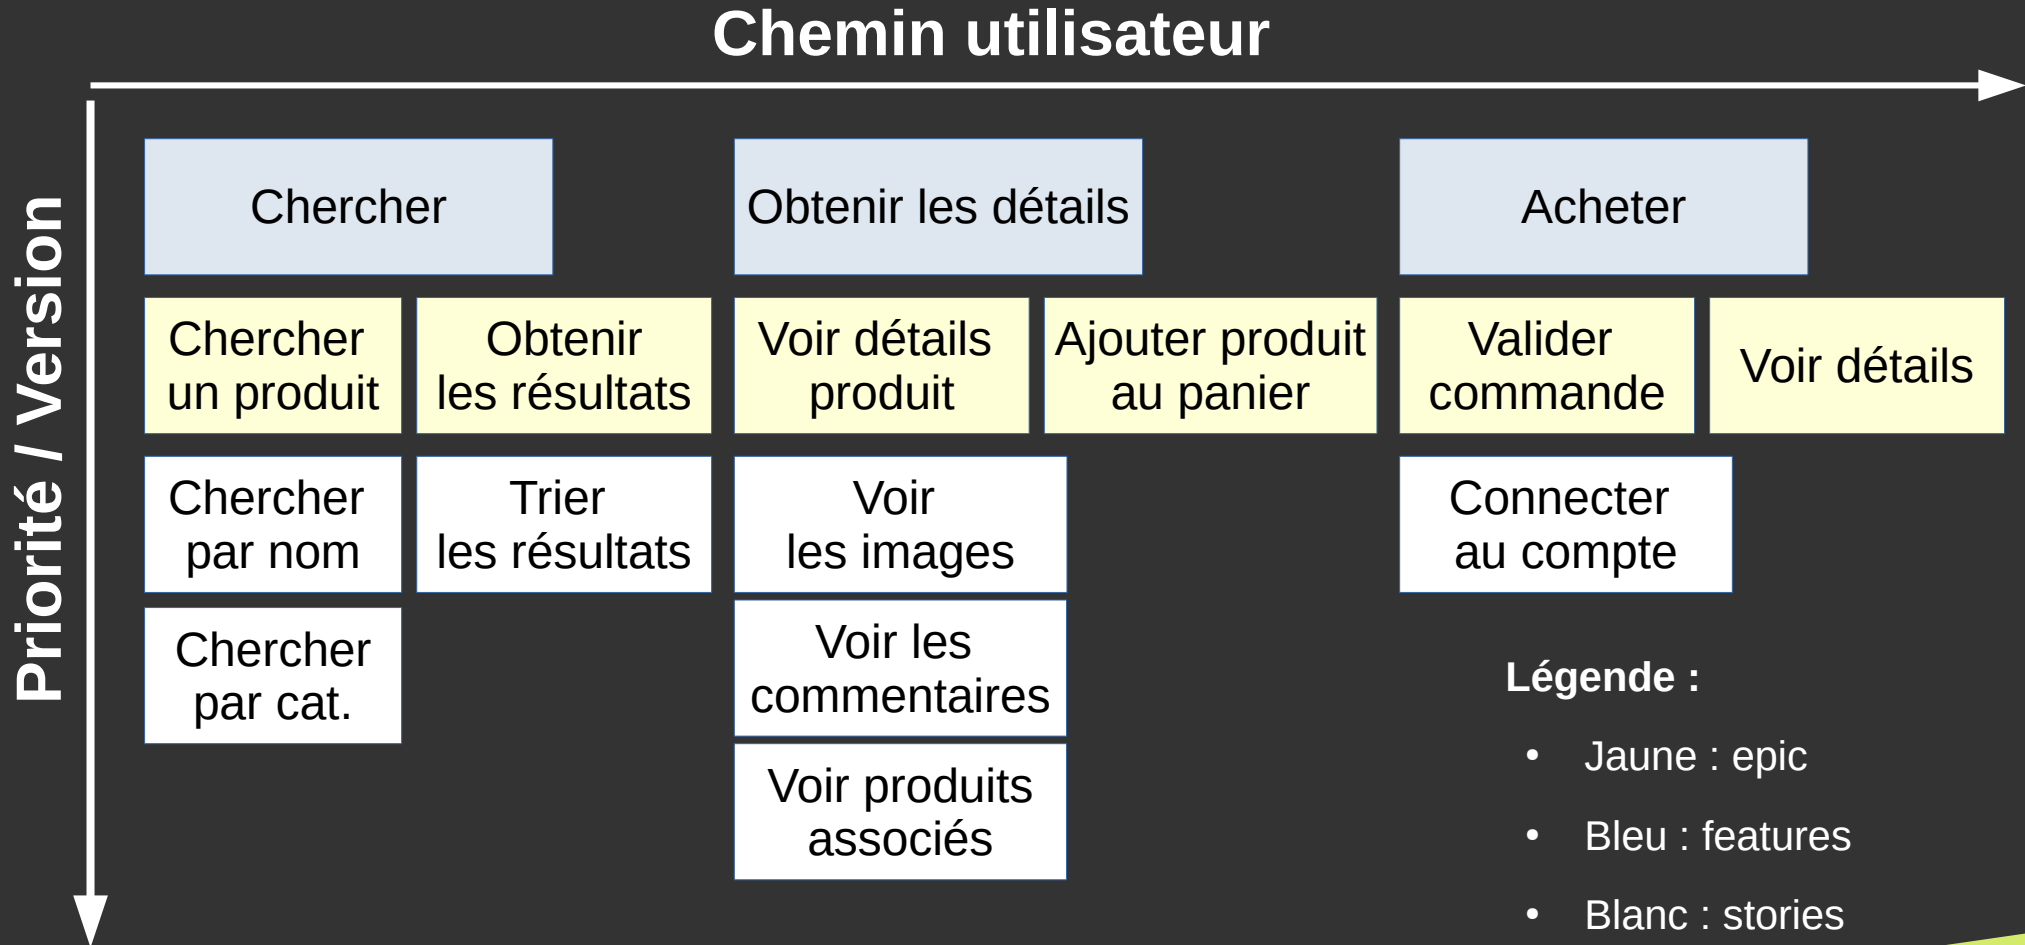 Chemin utilisateur
Priorité / Version
Chercher
Obtenir les détails
Acheter
Chercher
un produit
Obtenir
les résultats
Voir détails
produit
Ajouter produit
au panier
Valider
commande
Voir détails
Chercher
par nom
Trier
les résultats
Voir
les images
Connecter
au compte
Chercher
par cat.
Voir les
commentaires
Voir produits
associés
Légende :
• Jaune : epic
• Bleu : features
• Blanc : stories